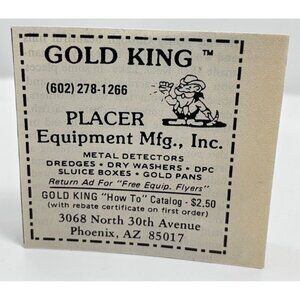 GOLD KING ™
(602) 278-1266
PLACER
Equipment Mfg., Inc.
METAL DETECTORS
DREDGES • DRY WASHERS • DPC
SLUICE BOXES • GOLD PANS
Return Ad For "Free Equip. Flyers"
GOLD KING "How To" Catalog - $2.50
(with rebate certificate on first order)
3068 North 30th Avenue
Phoenix, AZ 85017